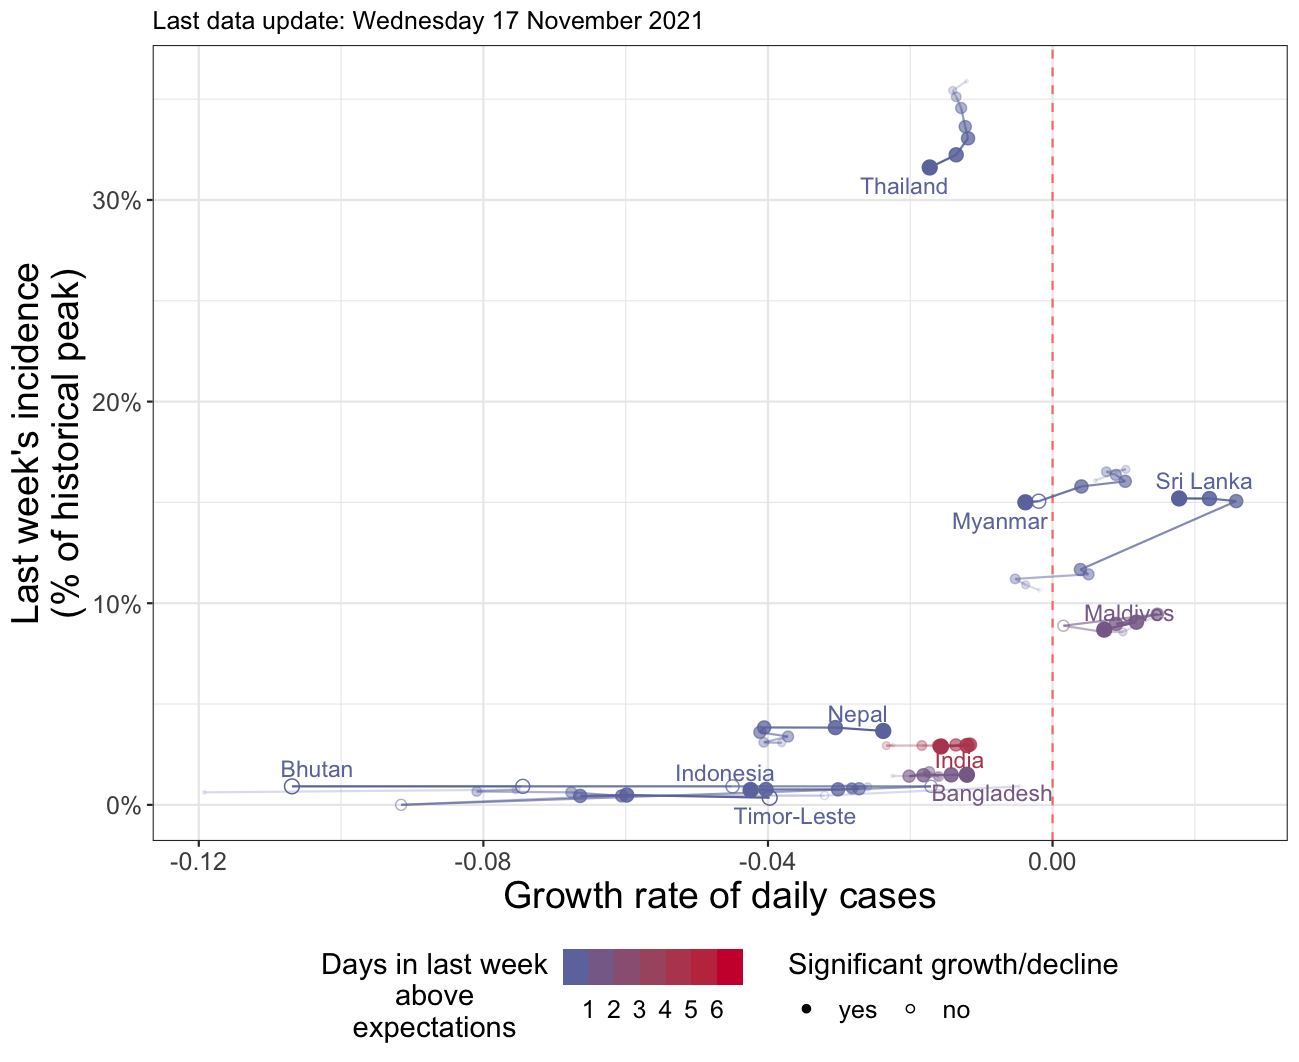 Last data update: Wednesday 17 November 2021
Last week's incidence
(% of historical peak)
30%
20%
10%
0%
Thailand
Sri Lanka
Myanmar
Maldives
Nepal
India
Bhutan
Indonesia
Bangladesh
Timor-Leste
-0.12
-0.08
-0.04
0.00
Growth rate of daily cases
Days in last week
above
expectations
1 2 3 4 5 6
Significant growth/decline
yes
no